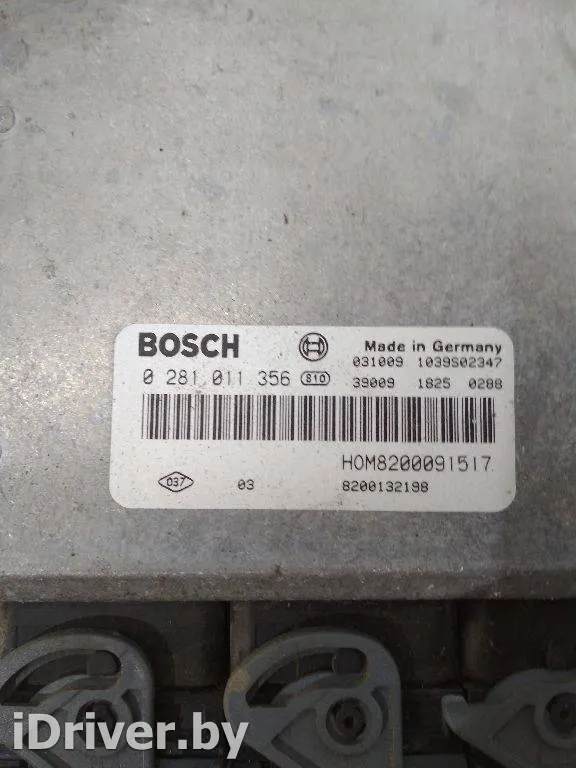 BOSCH
Made in Germany
031009 1039S02347
0 281 011 356 S10
39009 1825 0288
HOM8200091517
037 03 8200132198
iDriver.by